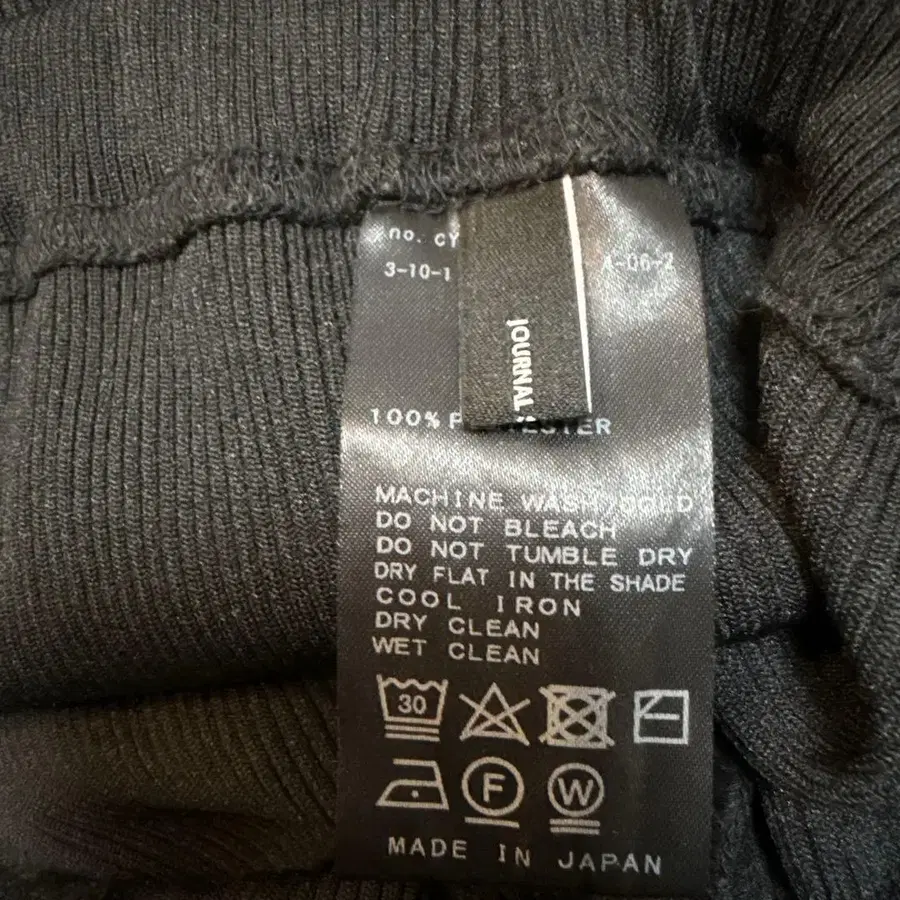 no. CY
3-10-1
4-06-2
JOURNAL
100%
MACHINE WASH,COLD
DO NOT BLEACH
DO NOT TUMBLE DRY
DRY FLAT IN THE SHADE
COOL IRON
DRY CLEAN
WET CLEAN
30
F W
MADE IN JAPAN